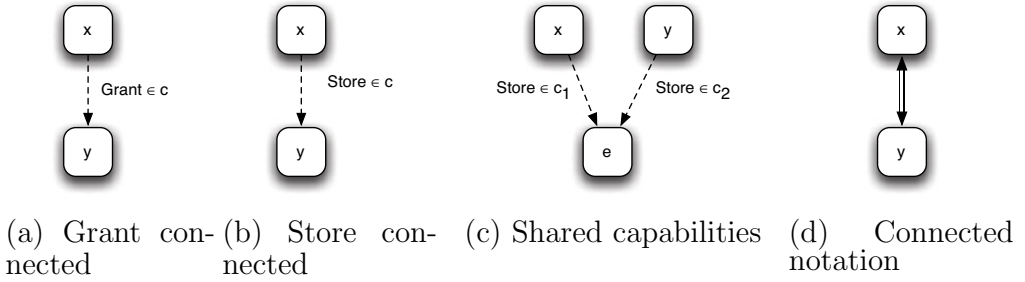 x
x
x
y
x
Grant ∈ c
Store ∈ c
Store ∈ c1
Store ∈ c2
y
y
e
y
(a) Grant con-
nected
(b) Store con-
nected
(c) Shared capabilities
(d) Connected
notation